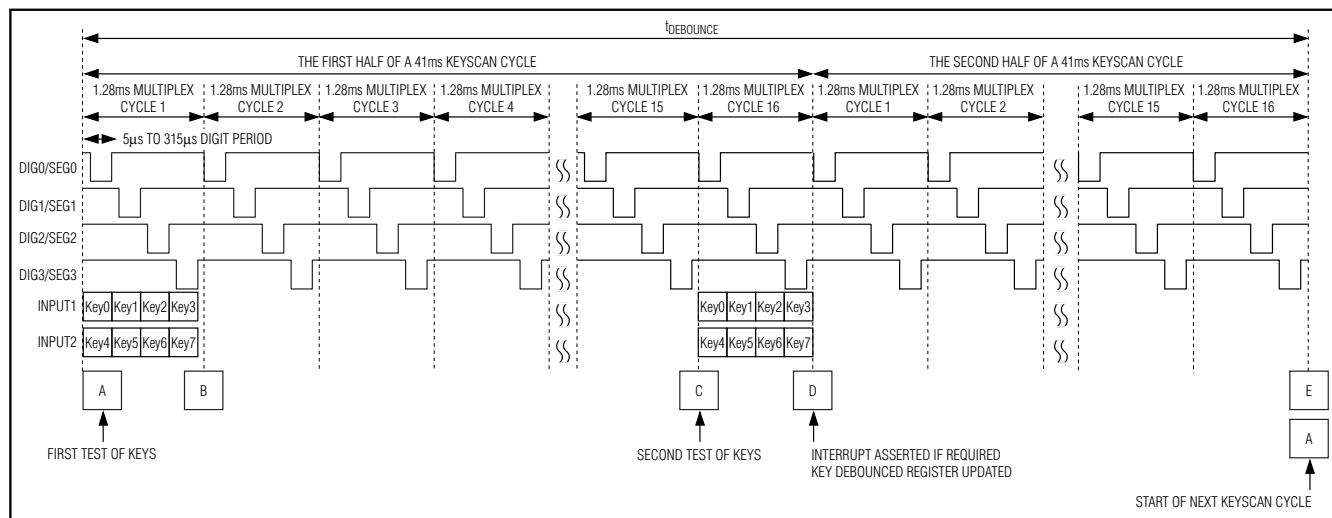 tDEBOUNCE
THE FIRST HALF OF A 41ms KEYSCAN CYCLE
THE SECOND HALF OF A 41ms KEYSCAN CYCLE
1.28ms MULTIPLEX
CYCLE 1
1.28ms MULTIPLEX
CYCLE 2
1.28ms MULTIPLEX
CYCLE 3
1.28ms MULTIPLEX
CYCLE 4
1.28ms MULTIPLEX
CYCLE 15
1.28ms MULTIPLEX
CYCLE 16
1.28ms MULTIPLEX
CYCLE 1
1.28ms MULTIPLEX
CYCLE 2
1.28ms MULTIPLEX
CYCLE 15
1.28ms MULTIPLEX
CYCLE 16
5μs TO 315μs DIGIT PERIOD
DIG0/SEG0
DIG1/SEG1
DIG2/SEG2
DIG3/SEG3
INPUT1 Key0 Key1 Key2 Key3 Key0 Key1 Key2 Key3
INPUT2 Key4 Key5 Key6 Key7 Key4 Key5 Key6 Key7
A B C D E
FIRST TEST OF KEYS
SECOND TEST OF KEYS
INTERRUPT ASSERTED IF REQUIRED
KEY DEBOUNCED REGISTER UPDATED
A
START OF NEXT KEYSCAN CYCLE